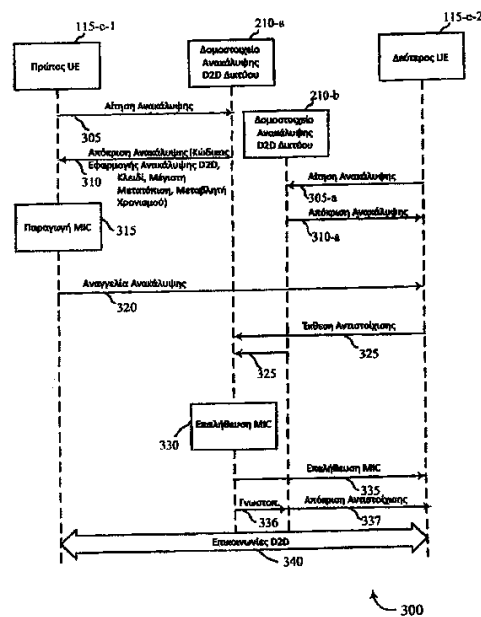 115-c-1
210-a
115-c-2
Πρώτος UE
Δομοστοιχείο
Ανακάλυψης
D2D Δικτύου
Δεύτερος UE
210-b
Αίτηση Ανακάλυψης
305
Δομοστοιχείο
Ανακάλυψης
D2D Δικτύου
Απόκριση Ανακάλυψης (Κώδικας
310
Εφαρμογής Ανακάλυψης D2D,
Κλειδί, Μέγιστη
Μετατόπιση, Μεταβλητή
Χρονισμού)
Αίτηση Ανακάλυψης
305-a
Απόκριση Ανακάλυψης
310-a
Παραγωγή MIC
315
Αναγγελία Ανακάλυψης
320
Έκθεση Αντιστοίχισης
325
325
Επαλήθευση MIC
330
Επαλήθευση MIC
335
Γνωστοπ.
Απόκριση Αντιστοίχισης
336
337
Επικοινωνίες D2D
340
300